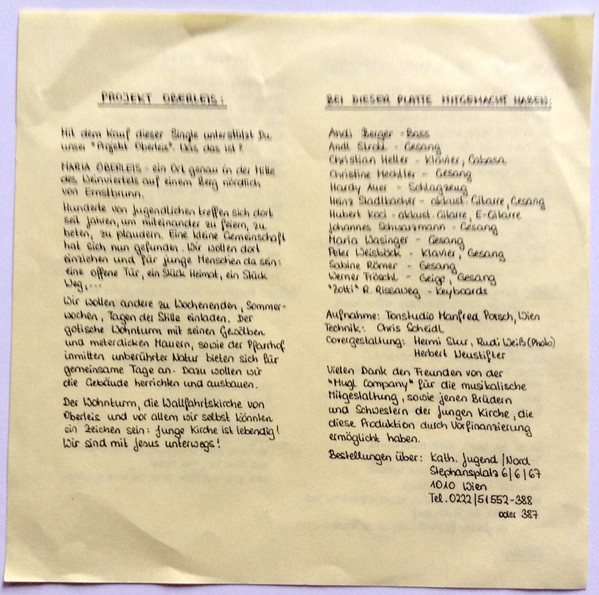 PROJEKT OBERLEIS:
Mit dem Kauf dieser Single unterstützt Du
unser "Projekt Oberleis". Was das ist?
MARIA OBERLEIS - ein Ort genau in der Mitte
des Weinviertels auf einem Berg nördlich
von Ernstbrunn.
Hunderte von Jugendlichen treffen sich dort
seit Jahren, um miteinander zu feiern, zu
beten, zu plaudern. Eine kleine Gemeinschaft
hat sich nun gefunden. Wir wollen dort
einziehen und für junge Menschen da sein:
eine offene Tür, ein Stück Heimat, ein Stück
Weg,...
Wir wollen andere zu Wochenenden, Sommer-
wochen, Tagen der Stille einladen. Der
gotische Wohnturm mit seinen Gewölben
und meterdicken Mauern, sowie der Pfarrhof
inmitten unberührter Natur bieten sich für
gemeinsame Tage an. Dazu wollen wir
die Gebäude herrichten und ausbauen.
Der Wohnturm, die Wallfahrtskirche von
Oberleis und vor allem wir selbst könnten
ein Zeichen sein: Junge Kirche ist lebendig!
Wir sind mit Jesus unterwegs!
BEI DIESER PLATTE MITGEMACHT HABEN:
Andi Berger - Bass
Andi Strohl - Gesang
Christian Heller - Klavier, Cabasa
Christine Mechtler - Gesang
Hardy Auer - Schlagzeug
Heinz Stadlbacher - akkust. Gitarre, Gesang
Hubert Koci - akkust. Gitarre, E-Gitarre
Johannes Schwarzmann - Gesang
Maria Wasinger - Gesang
Peter Weisböck - Klavier, Gesang
Sabine Römer - Gesang
Werner Fröschl - Geige, Gesang
"Zotti" R. Rissaweg - Keyboards
Aufnahme: Tonstudio Manfred Porsch, Wien
Technik: Chris Scheidl
Covergestaltung: Hermi Stur, Rudi Weiß (Photo)
Herbert Neustifter
Vielen Dank den Freunden von der
"Hugl Company" für die musikalische
Mitgestaltung, sowie jenen Brüdern
und Schwestern der Jungen Kirche, die
diese Produktion durch Vorfinanzierung
ermöglicht haben.
Bestellungen über: Kath. Jugend/Nord
Stephansplatz 6/6/67
1010 Wien
Tel. 0222/51552-388
oder 387